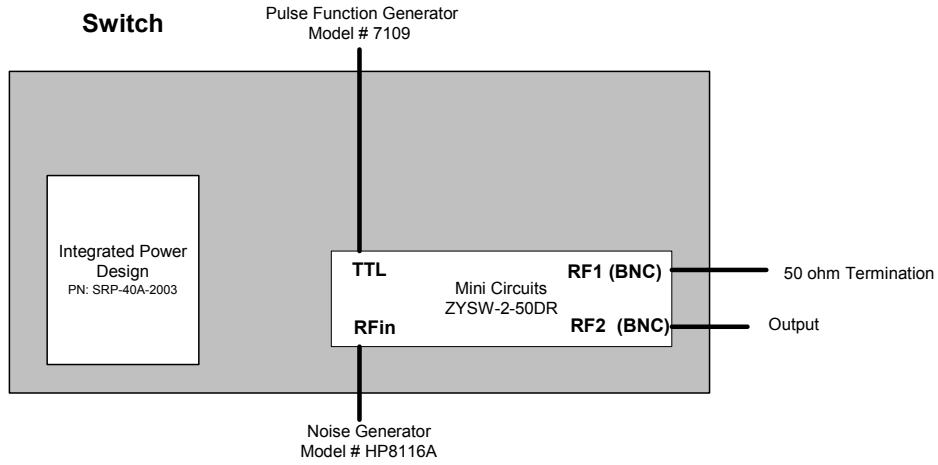 Switch
Pulse Function Generator
Model # 7109
Integrated Power
Design
PN: SRP-40A-2003
TTL
RF1 (BNC)
Mini Circuits
ZYSW-2-50DR
RFin
RF2 (BNC)
50 ohm Termination
Output
Noise Generator
Model # HP8116A